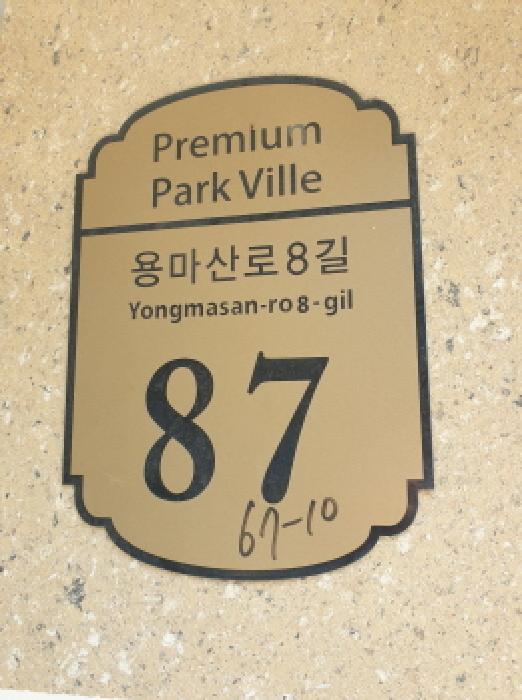 Premium
Park Ville
용마산로8길
Yongmasan-ro8-gil
87
67-10